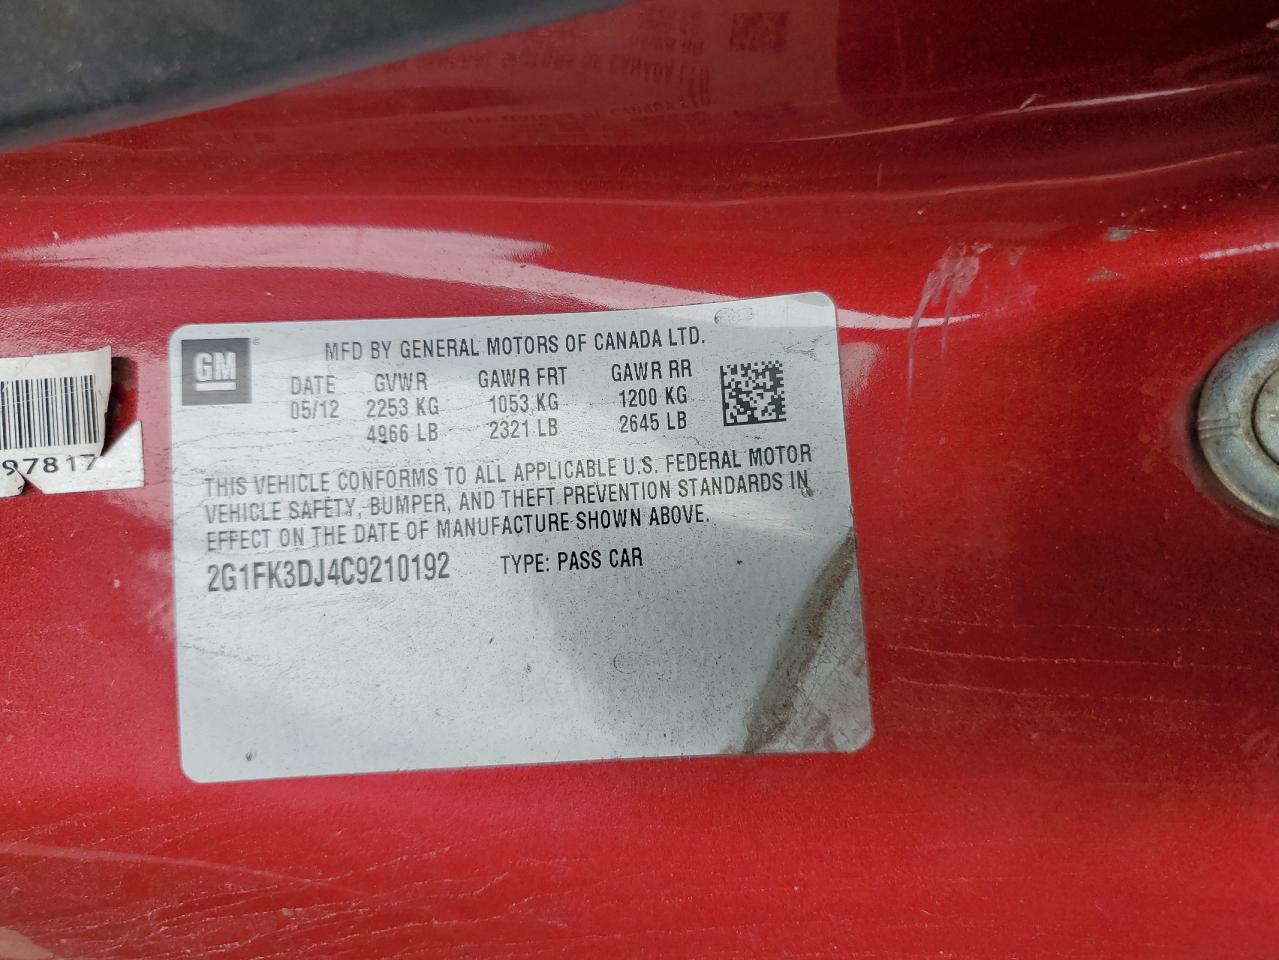 GM
MFD BY GENERAL MOTORS OF CANADA LTD.
DATE GVWR GAWR FRT GAWR RR
05/12 2253 KG 1053 KG 1200 KG
4966 LB 2321 LB 2645 LB
THIS VEHICLE CONFORMS TO ALL APPLICABLE U.S. FEDERAL MOTOR
VEHICLE SAFETY, BUMPER, AND THEFT PREVENTION STANDARDS IN
EFFECT ON THE DATE OF MANUFACTURE SHOWN ABOVE.
2G1FK3DJ4C9210192 TYPE: PASS CAR
97817